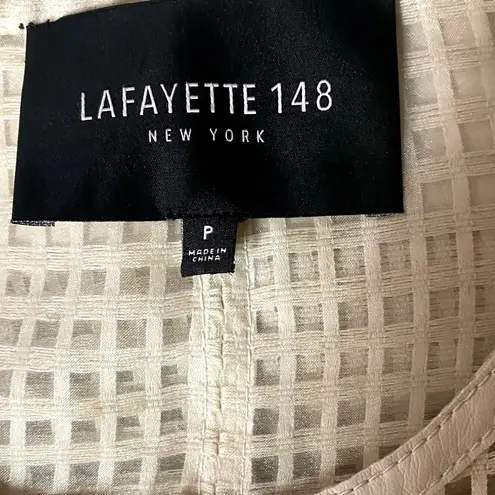 LAFAYETTE 148
NEW YORK
P
MADE IN
CHINA